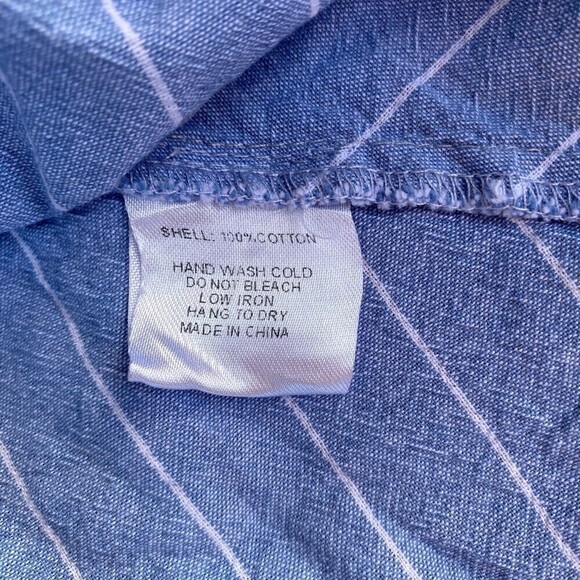 SHELL: 100% COTTON
HAND WASH COLD
DO NOT BLEACH
LOW IRON
HANG TO DRY
MADE IN CHINA